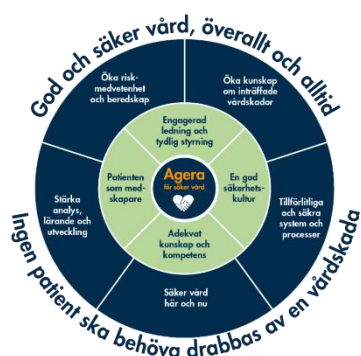 God och säker vård, överallt och alltid
Öka risk-
medvetenhet
och beredskap
Öka kunskap
om inträffade
vårdskador
Engagerad
ledning och
tydlig styrning
Stärka
analys,
lärande och
utveckling
Patienten
som med-
skapare
Agera
för säker vård
En god
säkerhets-
kultur
Tillförlitliga
och säkra
system och
processer
Adekvat
kunskap och
kompetens
Säker vård
här och nu
Ingen patient ska behöva drabbas av en vårdskada